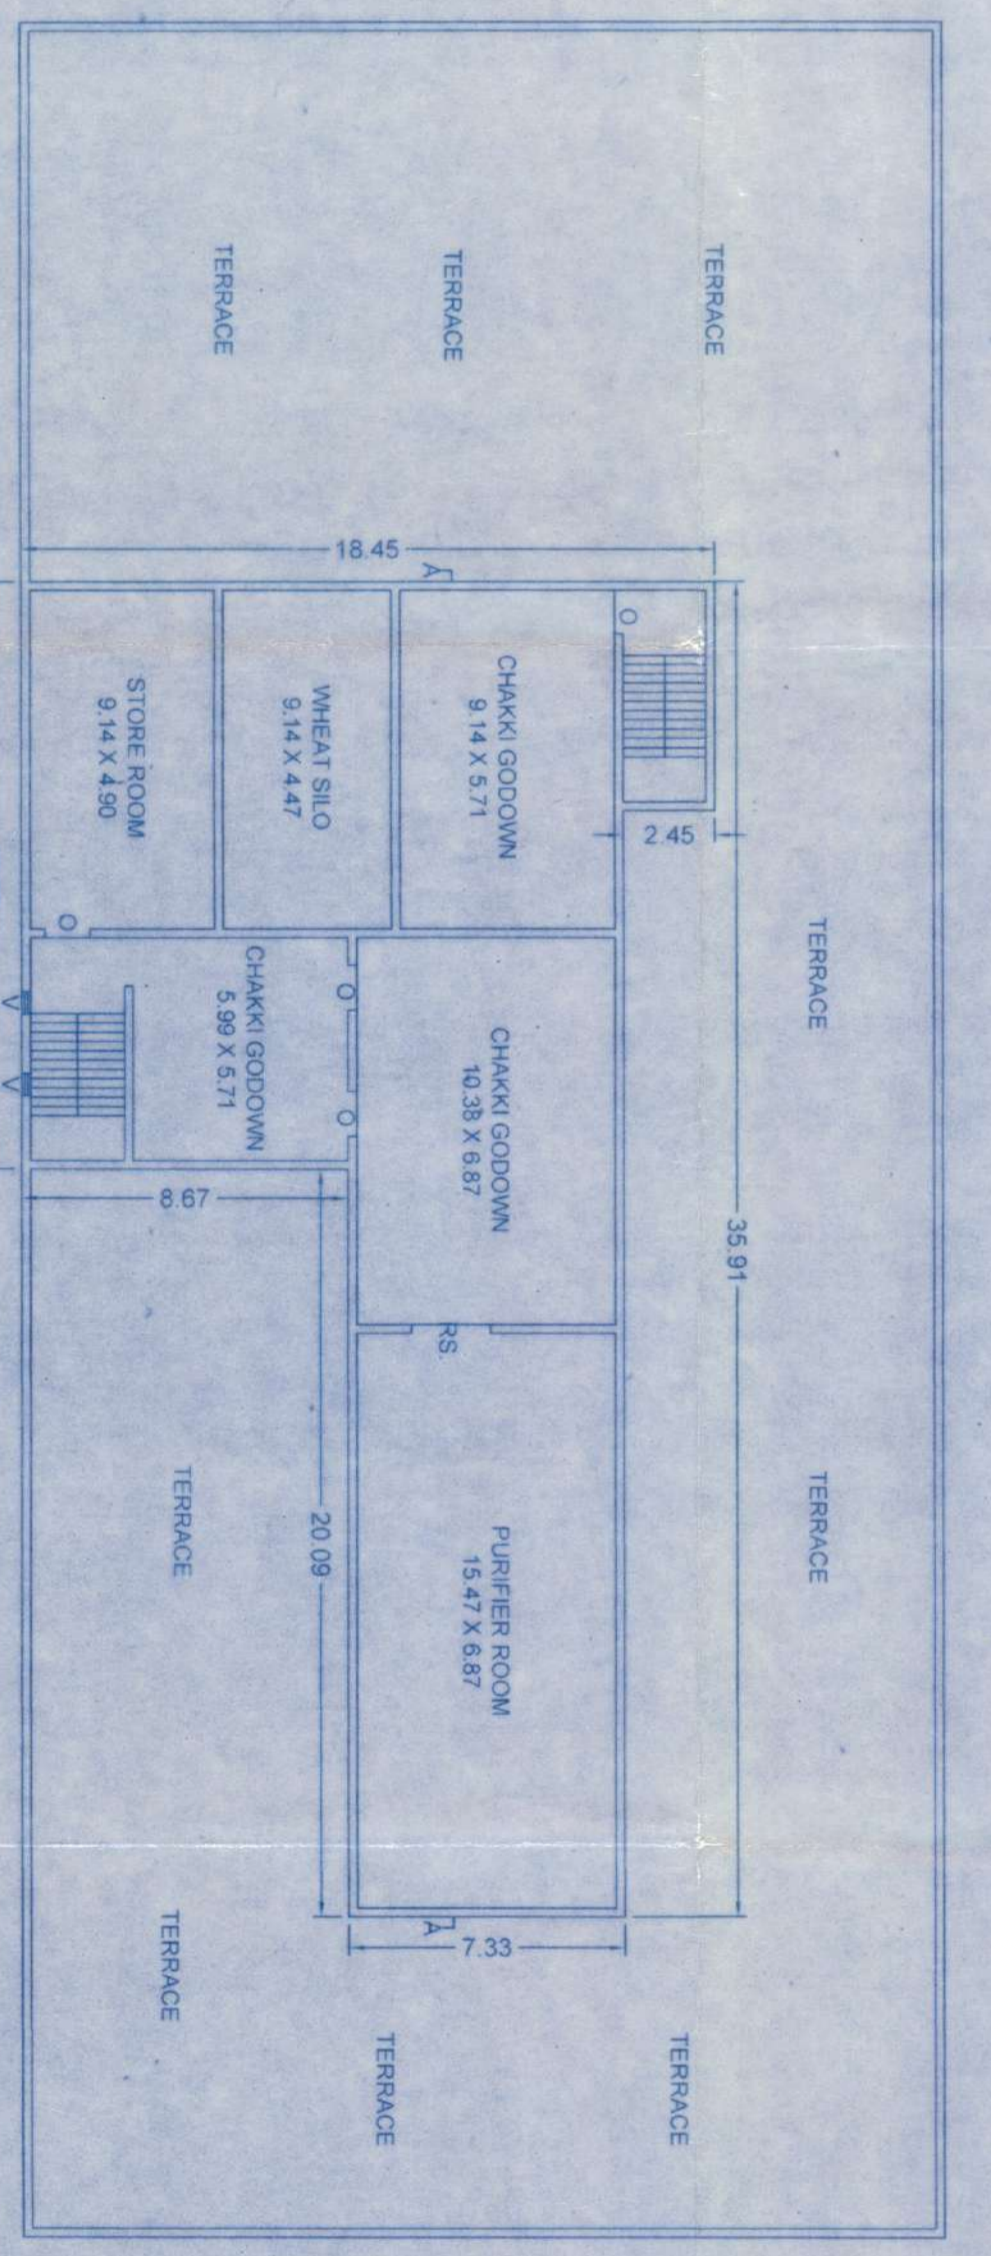 TERRACE
TERRACE
TERRACE
18.45
A
O
CHAKKI GODOWN
9.14 X 5.71
WHEAT SILO
9.14 X 4.47
STORE ROOM
9.14 X 4.90
2.45
TERRACE
O
CHAKKI GODOWN
5.99 X 5.71
O
O
V
V
CHAKKI GODOWN
10.38 X 6.87
8.67
35.91
RS.
TERRACE
20.09
TERRACE
PURIFIER ROOM
15.47 X 6.87
A
7.33
TERRACE
TERRACE
TERRACE